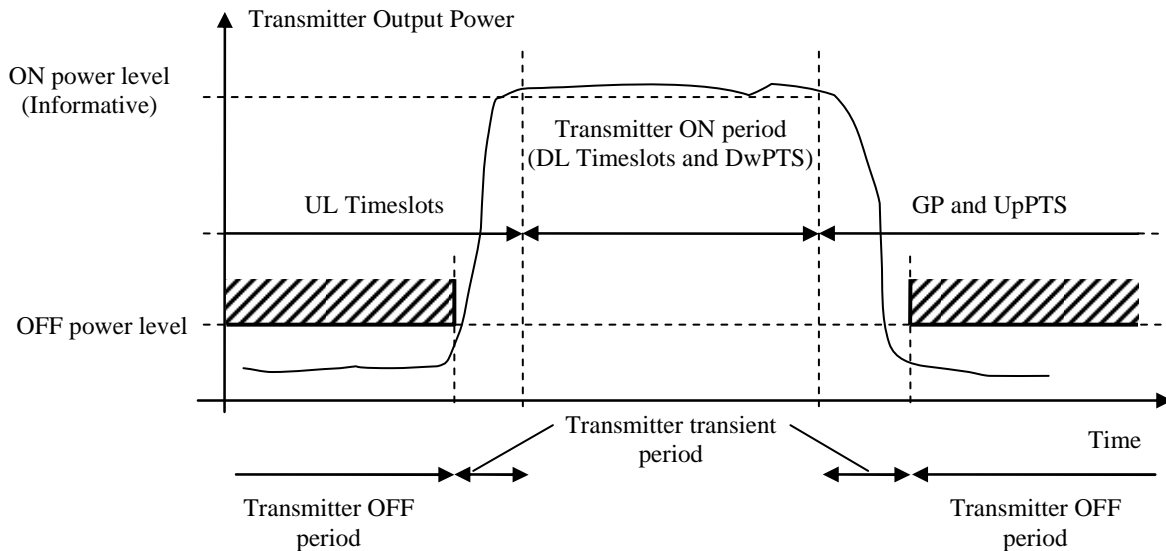 Transmitter Output Power
ON power level
(Informative)
Transmitter ON period
(DL Timeslots and DwPTS)
UL Timeslots
GP and UpPTS
OFF power level
Transmitter transient
period
Time
Transmitter OFF
period
Transmitter OFF
period